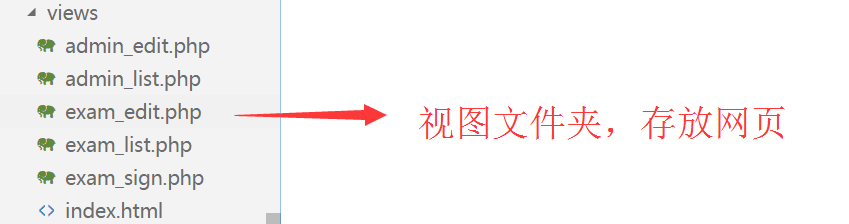 views
admin_edit.php
admin_list.php
exam_edit.php
exam_list.php
exam_sign.php
index.html
视图文件夹，存放网页